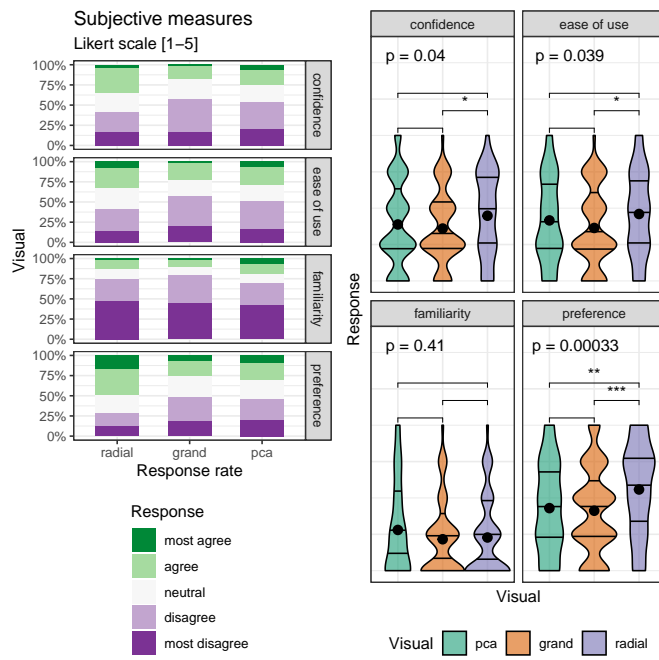 Subjective measures
Likert scale [1−5]
Visual
100%
75%
50%
25%
0%
confidence
100%
75%
50%
25%
0%
ease of use
100%
75%
50%
25%
0%
familiarity
100%
75%
50%
25%
0%
preference
radial grand pca
Response rate
Response
most agree
agree
neutral
disagree
most disagree
confidence
p = 0.04
*
ease of use
p = 0.039
*
Response
familiarity
p = 0.41
preference
p = 0.00033
**
***
Visual
Visual pca grand radial